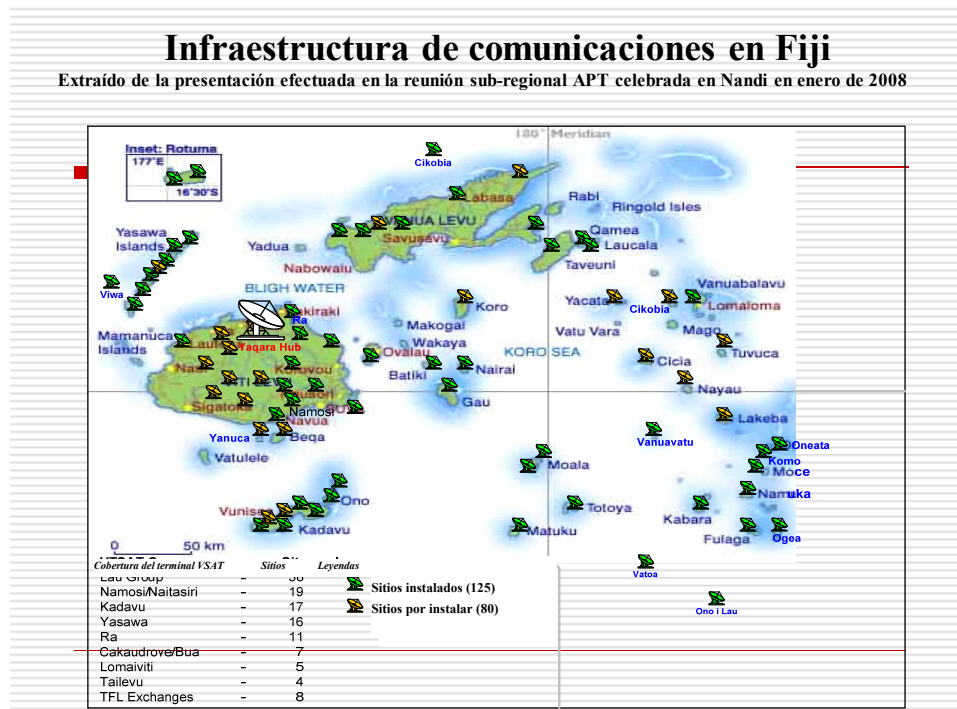 Infraestructura de comunicaciones en Fiji
Extraído de la presentación efectuada en la reunión sub-regional APT celebrada en Nandi en enero de 2008
180° Meridian
Inset: Rotuma
177°E
16°30'S
Cikobia
Labasa
Rabi
Ringold Isles
VANUA LEVU
Savusavu
Qamea
Laucala
Taveuni
Yasawa
Islands
Yadua
Nabowalu
BLIGH WATER
Viwa
Vanuabalavu
Koro
Yacata
Cikobia
Lomaloma
Ra
Makogai
Vatu Vara
Mago
Mamanuca
Islands
Yaqara Hub
Wakaya
Ovalau
KORO SEA
Tuvuca
Cicia
Korovou
Batiki
Nairai
Nayau
Gau
Sigatoka
Namosi
Navua
Lakeba
Yanuca
Beqa
Vanuavatu
Oneata
Vatulele
Moala
Komo
Moce
Ono
Namuka
Totoya
Kabara
Kadavu
Matuku
Fulaga
Ogea
0 50 km
Vatoa
Ono i Lau
Cobertura del terminal VSAT Sitios Leyendas
Sitios instalados (125)
Namosi/Naitasiri - 19
Sitios por instalar (80)
Kadavu - 17
Yasawa - 16
Ra - 11
Cakaudrove/Bua - 7
Lomaiviti - 5
Tailevu - 4
TFL Exchanges - 8